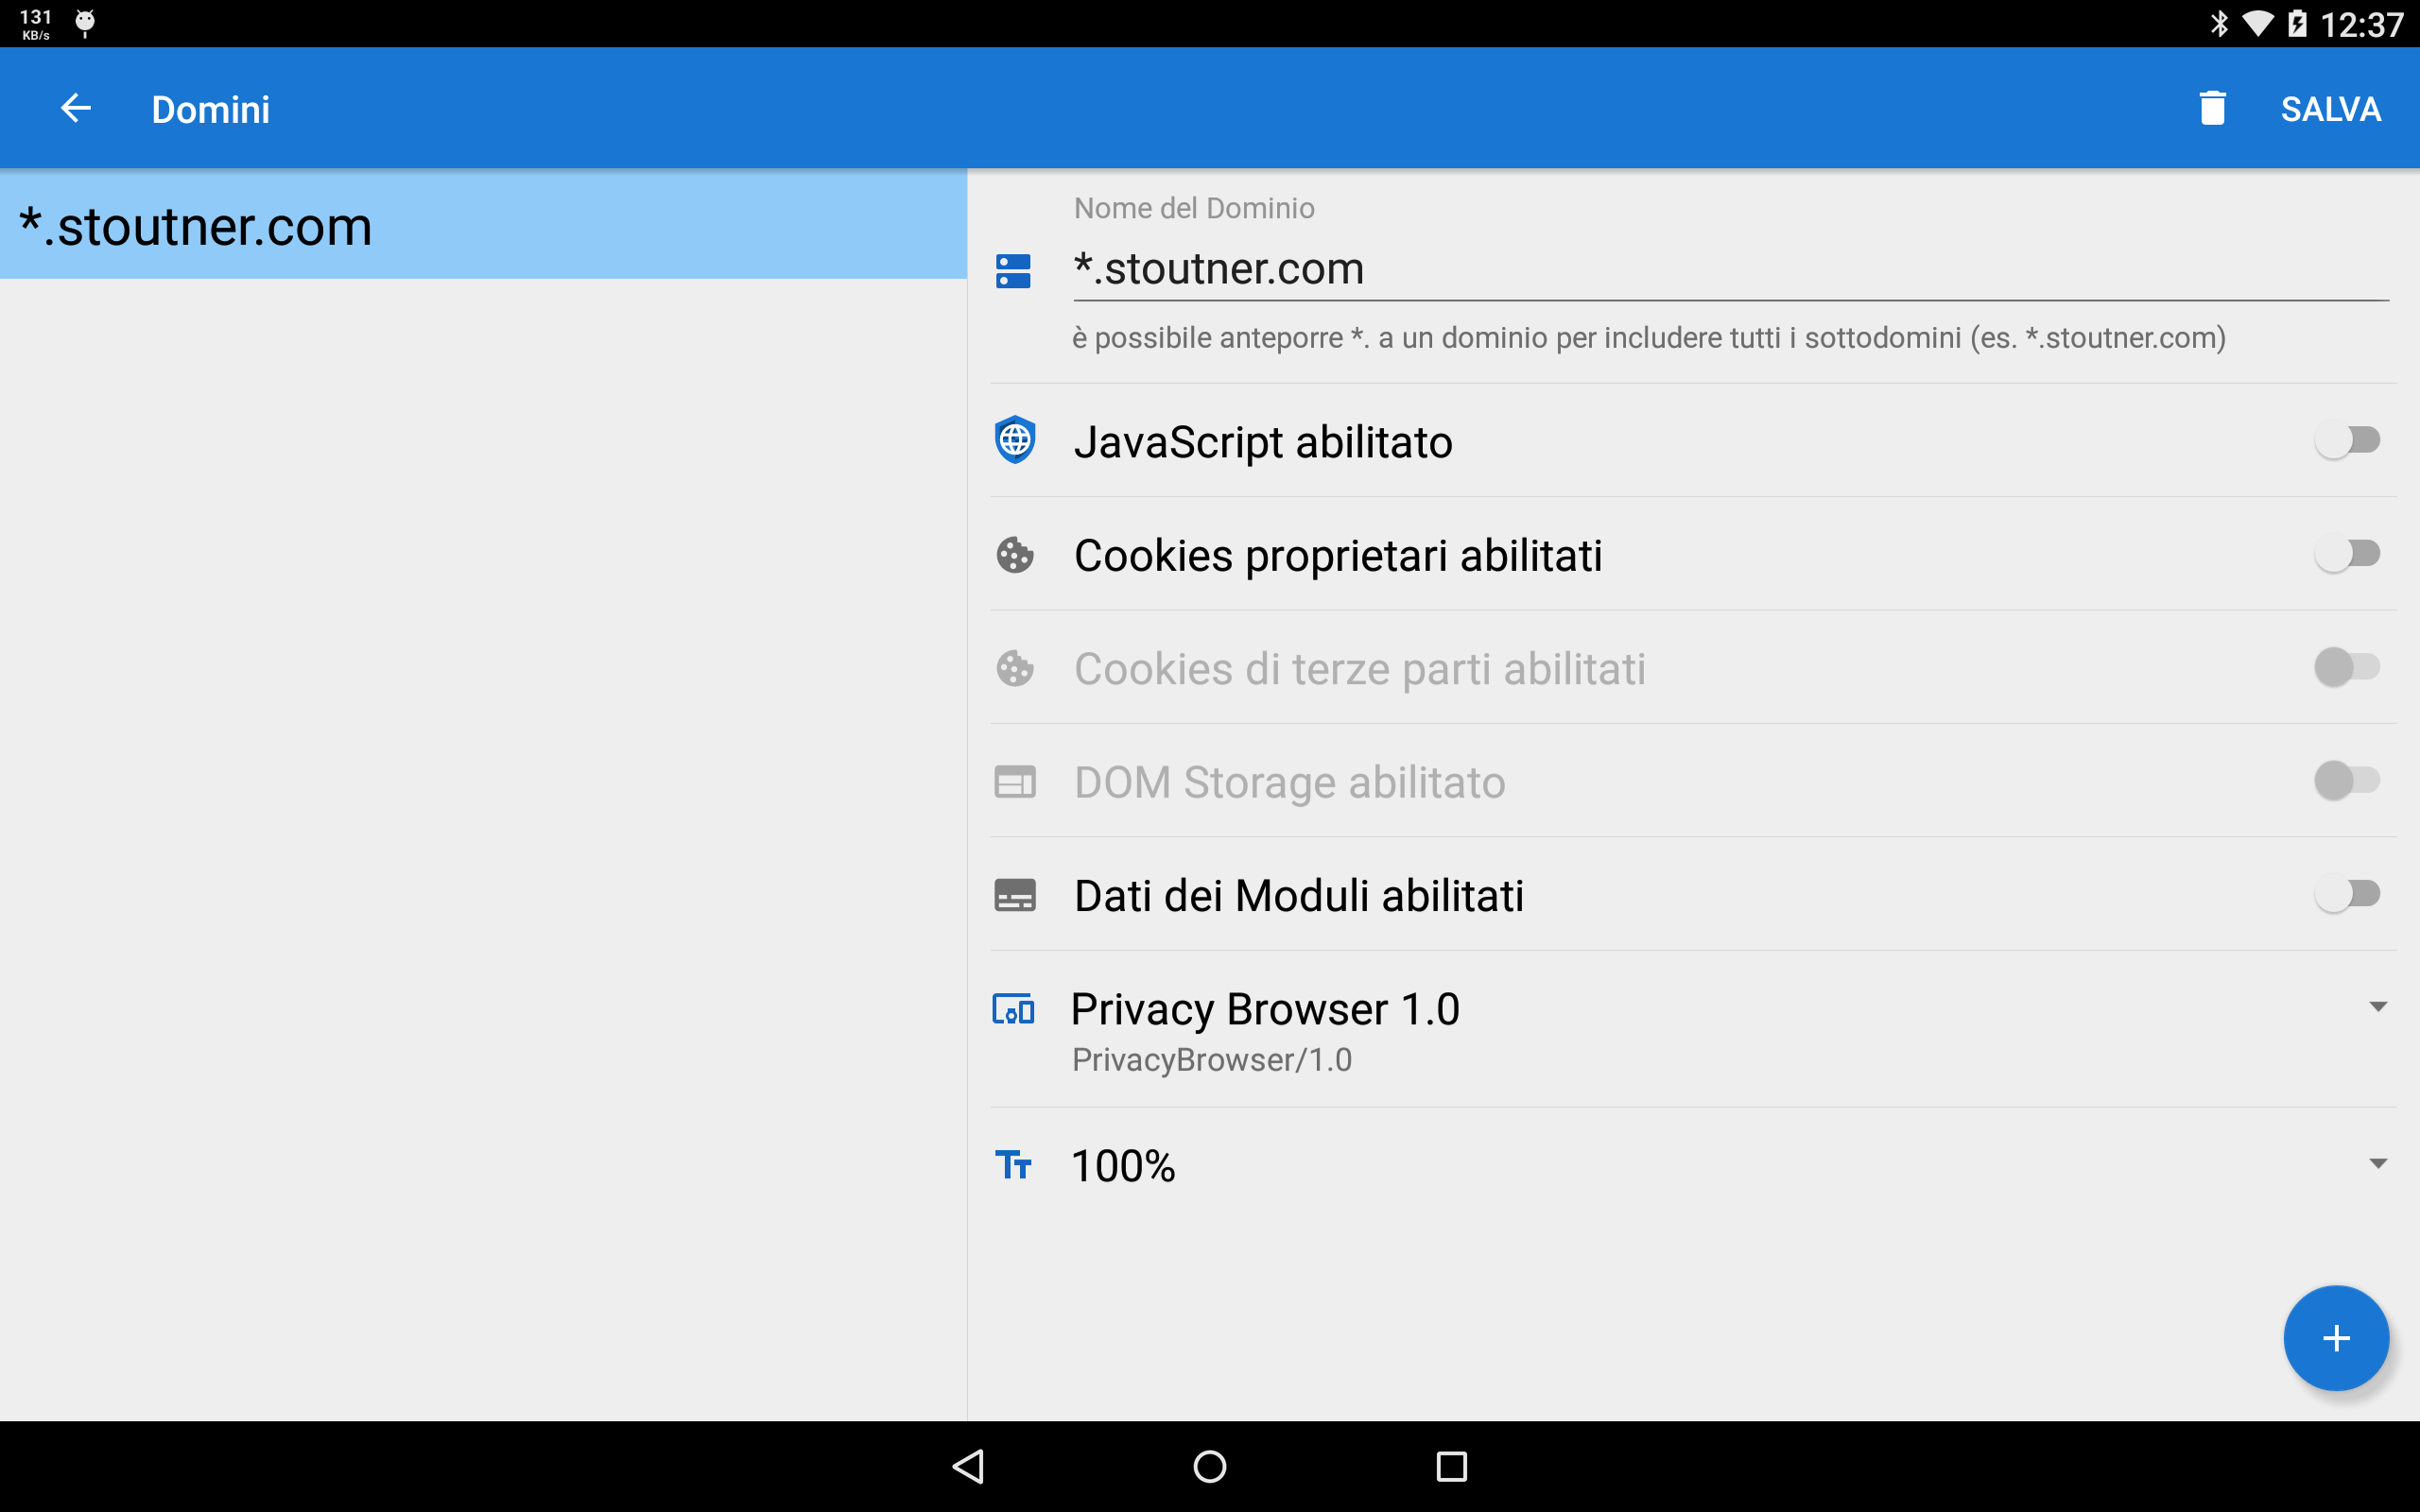 131
KB/s
12:37
Domini
SALVA
*.stoutner.com
Nome del Dominio
*.stoutner.com
è possibile anteporre *. a un dominio per includere tutti i sottodomini (es. *.stoutner.com)
JavaScript abilitato
Cookies proprietari abilitati
Cookies di terze parti abilitati
DOM Storage abilitato
Dati dei Moduli abilitati
Privacy Browser 1.0
PrivacyBrowser/1.0
100%